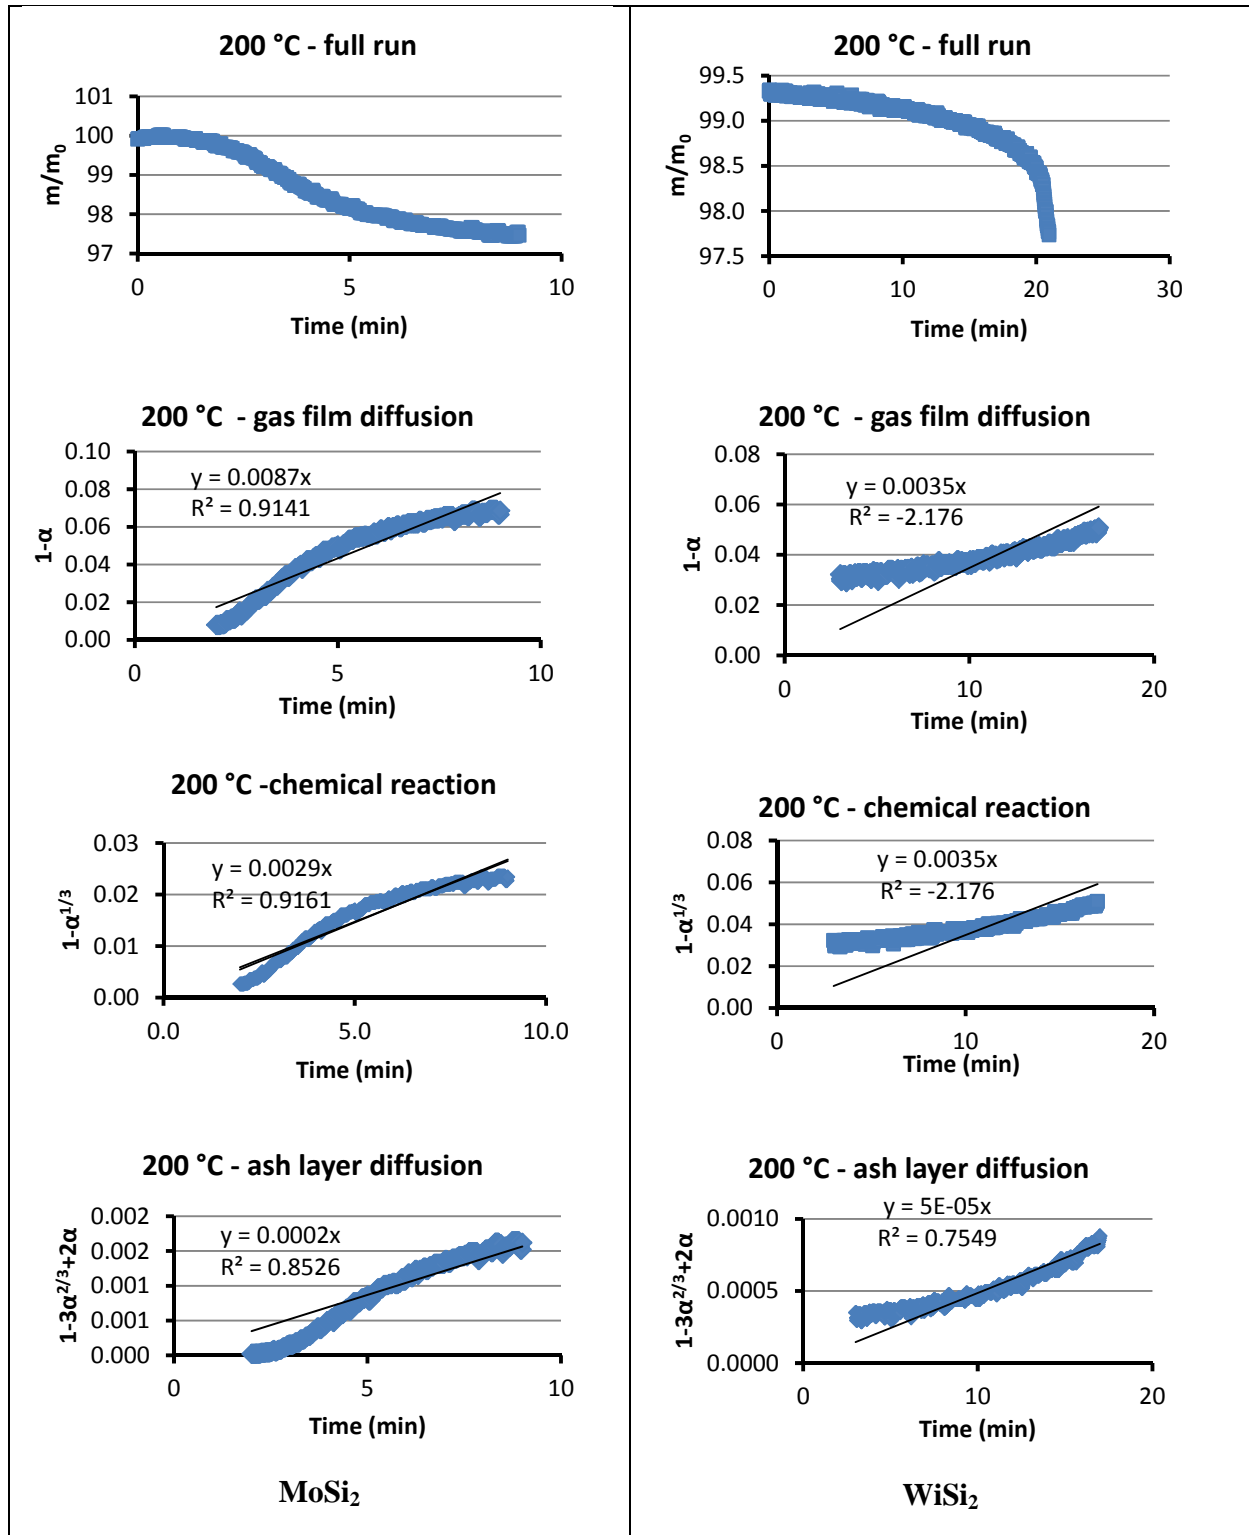 200 °C - full run
101
100
99
98
97
m/m₀
0 5 10
Time (min)
200 °C - gas film diffusion
0.10
0.08
0.06
0.04
0.02
0.00
1-α
y = 0.0087x
R² = 0.9141
0 5 10
Time (min)
200 °C -chemical reaction
0.03
0.02
0.01
0.00
1-α¹ᐟ³
y = 0.0029x
R² = 0.9161
0.0 5.0 10.0
Time (min)
200 °C - ash layer diffusion
0.002
0.002
0.001
0.001
0.000
1-3α²ᐟ³+2α
y = 0.0002x
R² = 0.8526
0 5 10
Time (min)
MoSi₂
200 °C - full run
99.5
99.0
98.5
98.0
97.5
m/m₀
0 10 20 30
Time (min)
200 °C - gas film diffusion
0.08
0.06
0.04
0.02
0.00
1-α
y = 0.0035x
R² = -2.176
0 10 20
Time (min)
200 °C - chemical reaction
0.08
0.06
0.04
0.02
0.00
1-α¹ᐟ³
y = 0.0035x
R² = -2.176
0 10 20
Time (min)
200 °C - ash layer diffusion
0.0010
0.0005
0.0000
1-3α²ᐟ³+2α
y = 5E-05x
R² = 0.7549
0 10 20
Time (min)
WiSi₂